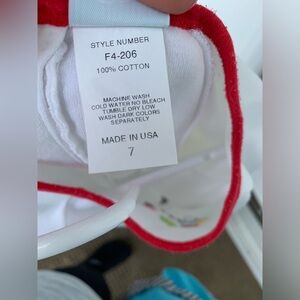 STYLE NUMBER
F4-206
100% COTTON
MACHINE WASH
COLD WATER NO BLEACH
TUMBLE DRY LOW
WASH DARK COLORS
SEPARATELY
MADE IN USA
7